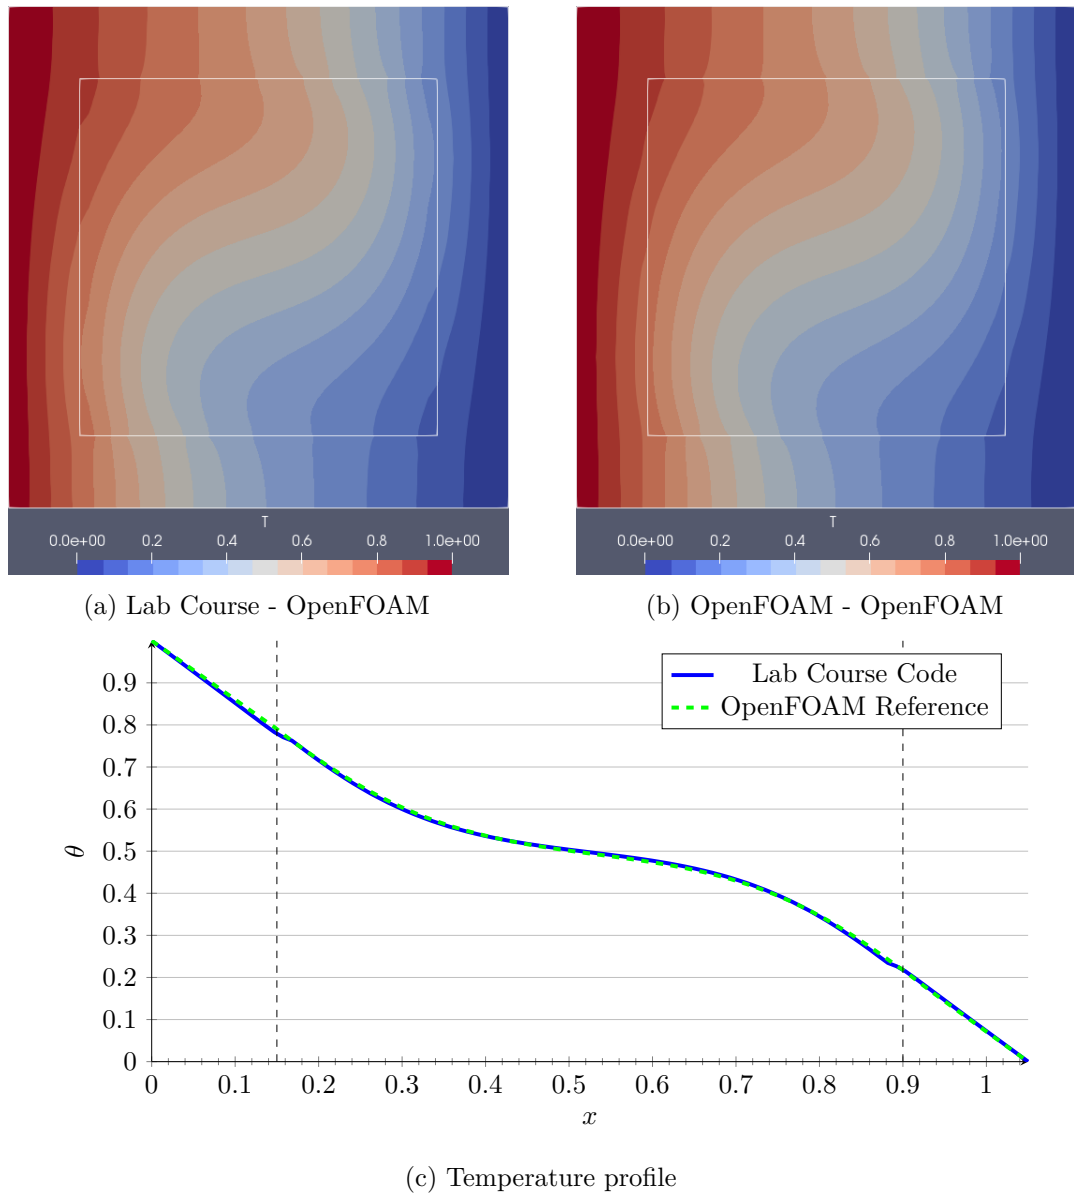 T T
0.0e+00 0.2 0.4 0.6 0.8 1.0e+00 0.0e+00 0.2 0.4 0.6 0.8 1.0e+00
(a) Lab Course - OpenFOAM (b) OpenFOAM - OpenFOAM
Lab Course Code
OpenFOAM Reference
0.9
0.8
0.7
0.6
0.5
0.4
0.3
0.2
0.1
0
θ
0 0.1 0.2 0.3 0.4 0.5 0.6 0.7 0.8 0.9 1
x
(c) Temperature profile